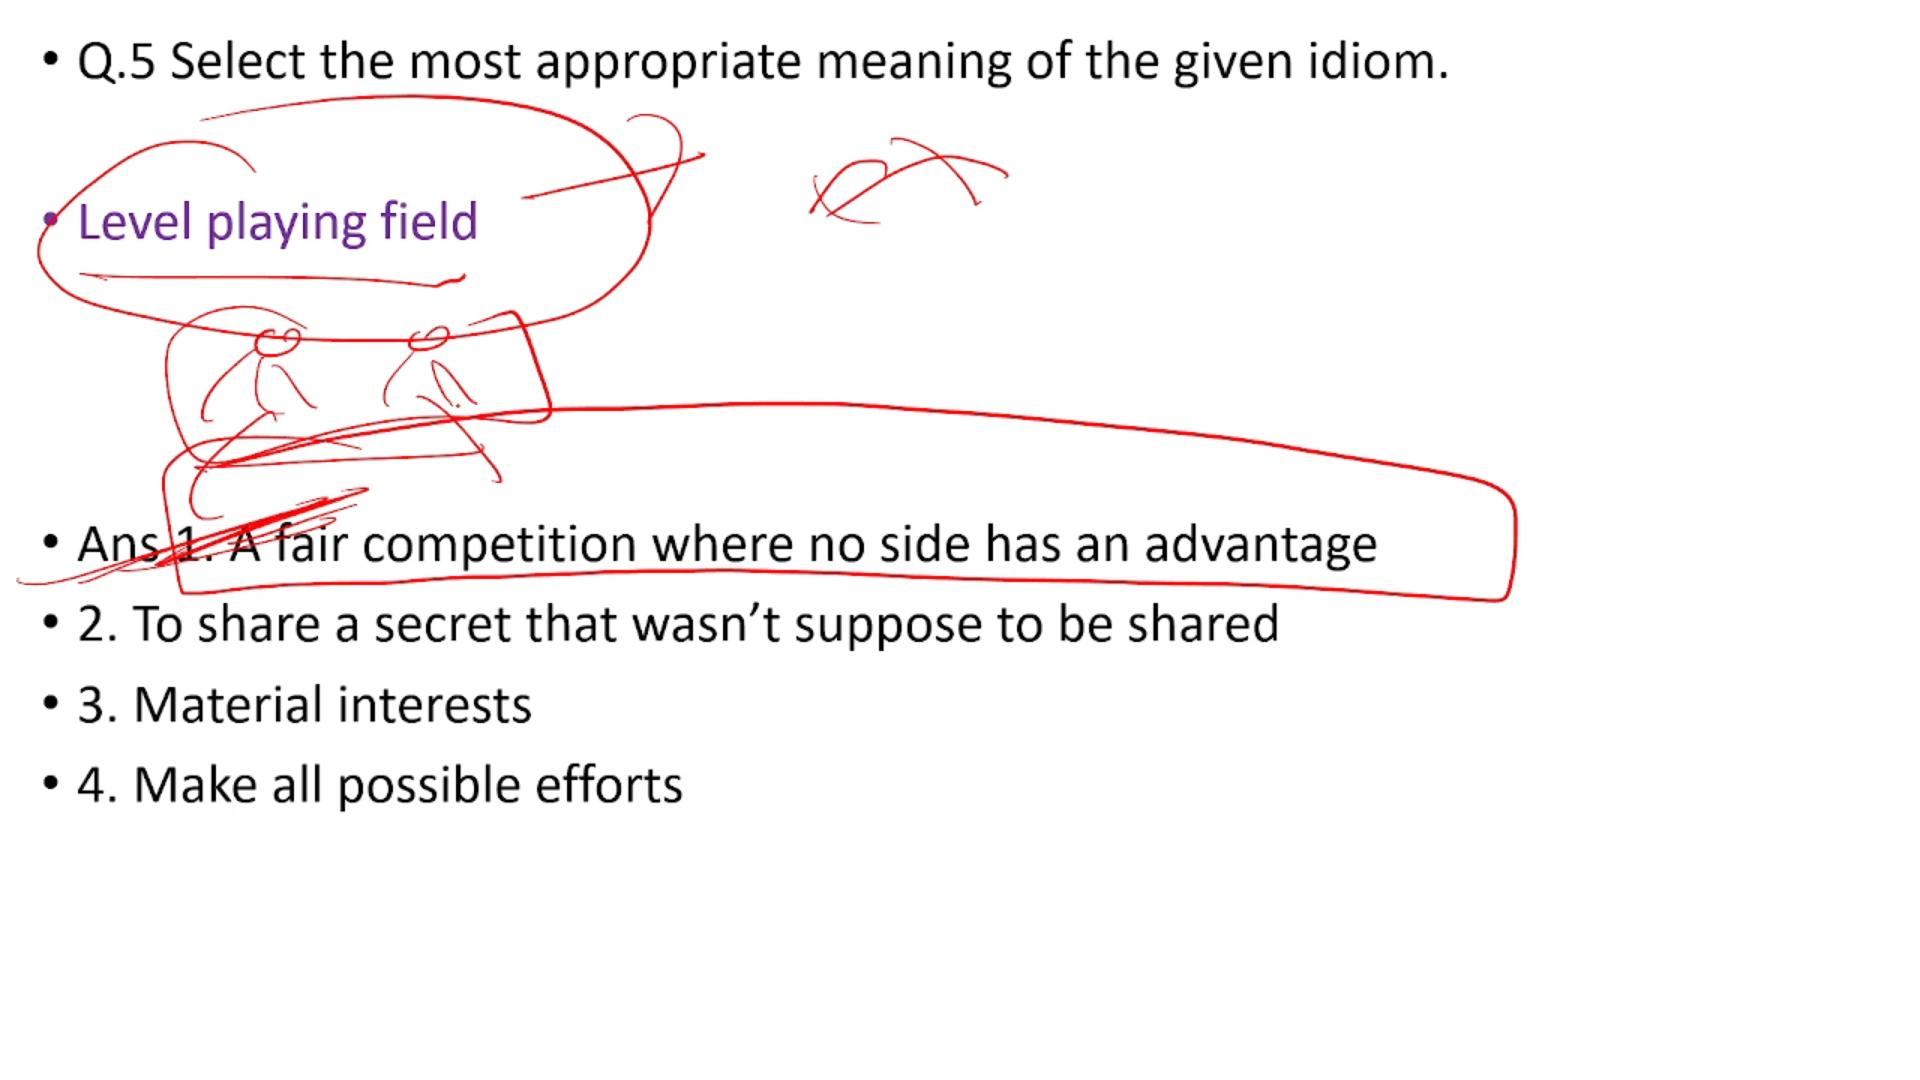 • Q.5 Select the most appropriate meaning of the given idiom.
• Level playing field
• Ans 1. A fair competition where no side has an advantage
• 2. To share a secret that wasn’t suppose to be shared
• 3. Material interests
• 4. Make all possible efforts